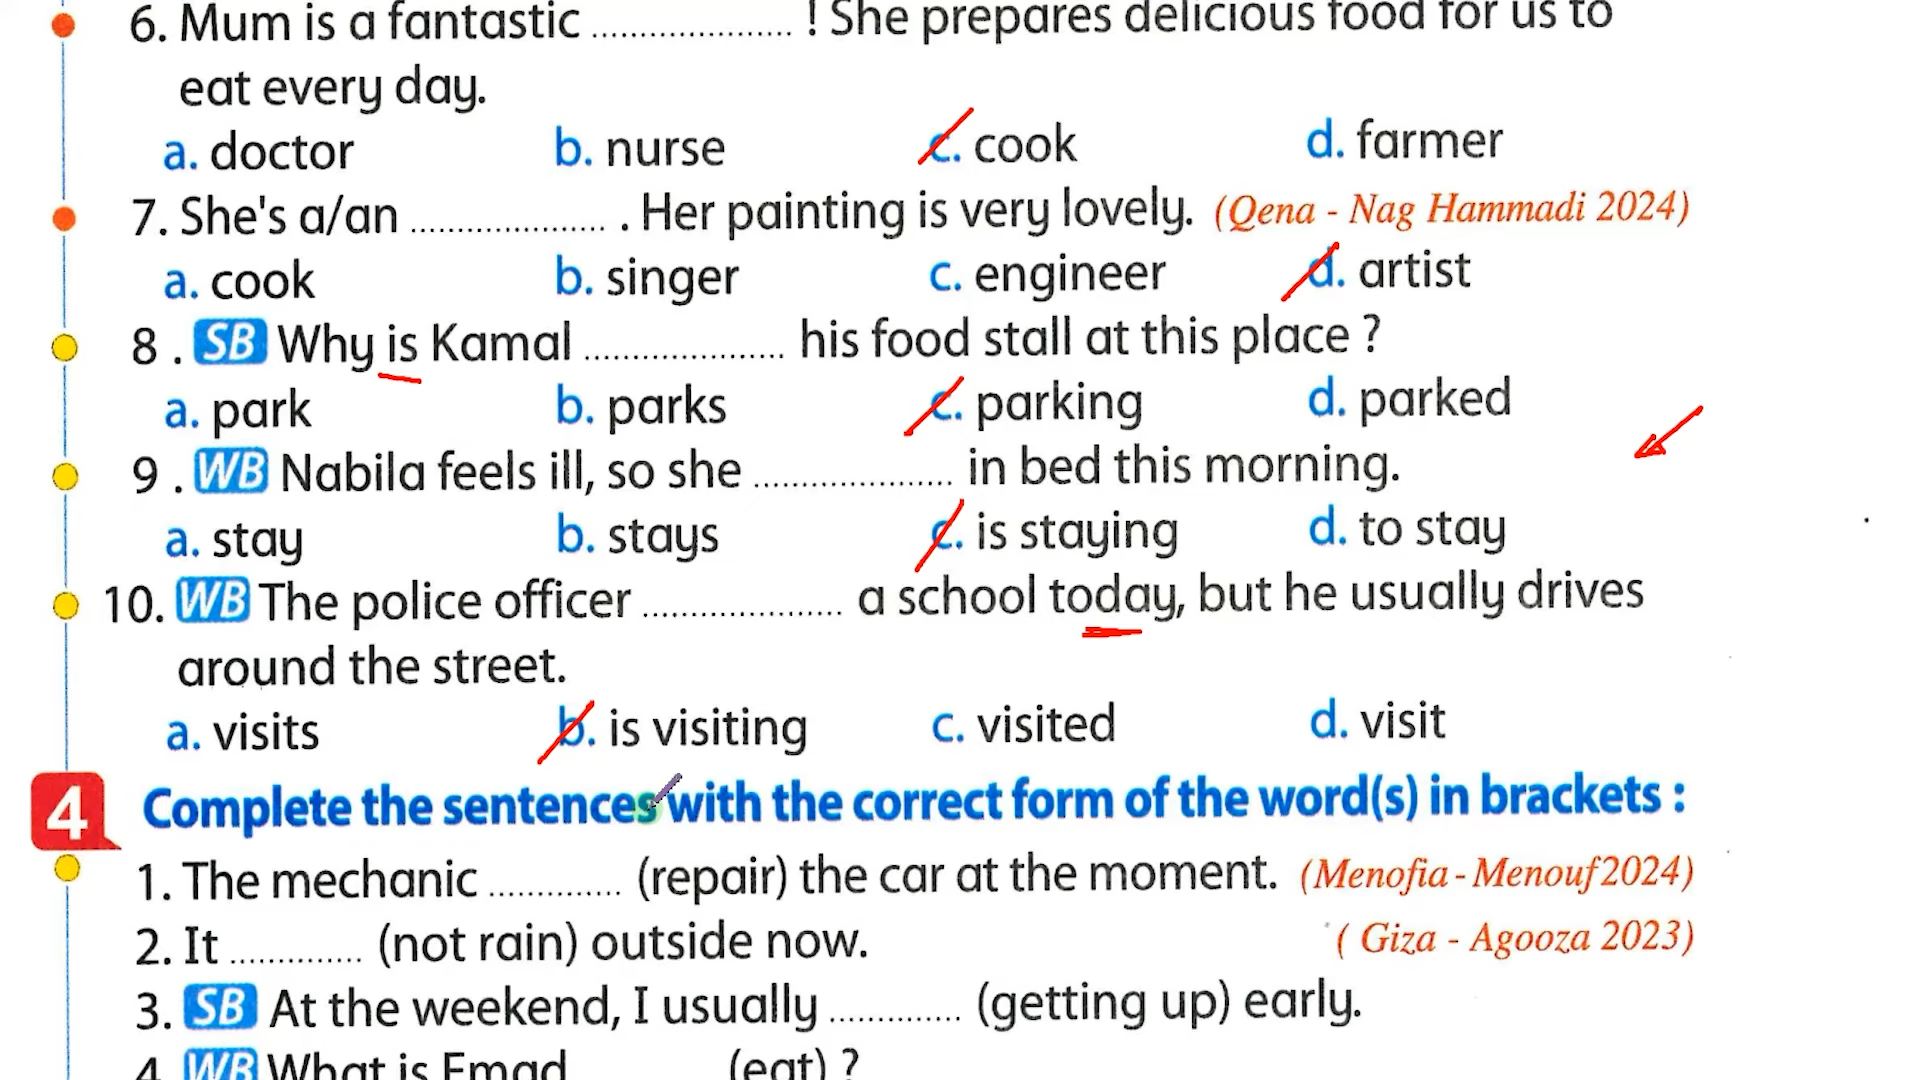 6. Mum is a fantastic .................... ! She prepares delicious food for us to
eat every day.
a. doctor b. nurse c. cook d. farmer
7. She's a/an .................... . Her painting is very lovely. (Qena - Nag Hammadi 2024)
a. cook b. singer c. engineer d. artist
8 . SB Why is Kamal .................... his food stall at this place ?
a. park b. parks c. parking d. parked
9 . WB Nabila feels ill, so she .................... in bed this morning.
a. stay b. stays c. is staying d. to stay
10. WB The police officer .................... a school today, but he usually drives
around the street.
a. visits b. is visiting c. visited d. visit
4 Complete the sentences with the correct form of the word(s) in brackets :
1. The mechanic ............. (repair) the car at the moment. (Menofia - Menouf 2024)
2. It ............. (not rain) outside now. ( Giza - Agooza 2023)
3. SB At the weekend, I usually ............. (getting up) early.
4. WB What is Emad (eat) ?